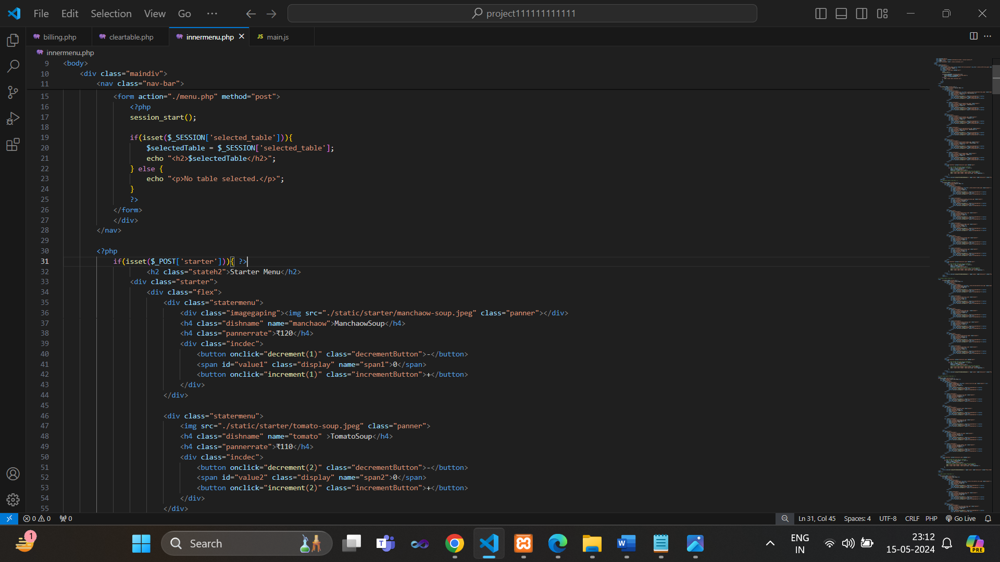 File Edit Selection View Go ··· project111111111111
billing.php cleartable.php innermenu.php JS main.js
innermenu.php
9 <body>
10 <div class="maindiv">
11 <nav class="nav-bar">
15 <form action="./menu.php" method="post">
16 <?php
17 session_start();
18
19 if(isset($_SESSION['selected_table'])){
20 $selectedTable = $_SESSION['selected_table'];
21 echo "<h2>$selectedTable</h2>";
22 } else {
23 echo "<p>No table selected.</p>";
24 }
25 ?>
26 </form>
27 </div>
28 </nav>
29
30 <?php
31 if(isset($_POST['starter'])){ ?>
32 <h2 class="stateh2">Starter Menu</h2>
33 <div class="starter">
34 <div class="flex">
35 <div class="statermenu">
36 <div class="imagegaping"><img src="./static/starter/manchaow-soup.jpeg" class="panner"></div>
37 <h4 class="dishname" name="manchaow">ManchaowSoup</h4>
38 <h4 class="pannerrate">₹120</h4>
39 <div class="incdec">
40 <button onclick="decrement(1)" class="decrementButton">-</button>
41 <span id="value1" class="display" name="span1">0</span>
42 <button onclick="increment(1)" class="incrementButton">+</button>
43 </div>
44 </div>
45
46 <div class="statermenu">
47 <img src="./static/starter/tomato-soup.jpeg" class="panner">
48 <h4 class="dishname" name="tomato" >TomatoSoup</h4>
49 <h4 class="pannerrate">₹110</h4>
50 <div class="incdec">
51 <button onclick="decrement(2)" class="decrementButton">-</button>
52 <span id="value2" class="display" name="span2">0</span>
53 <button onclick="increment(2)" class="incrementButton">+</button>
54 </div>
55 </div>
0 0 0 Ln 31, Col 45 Spaces: 4 UTF-8 CRLF PHP Go Live
1 Search T W ENG 23:12 PRE
IN 15-05-2024